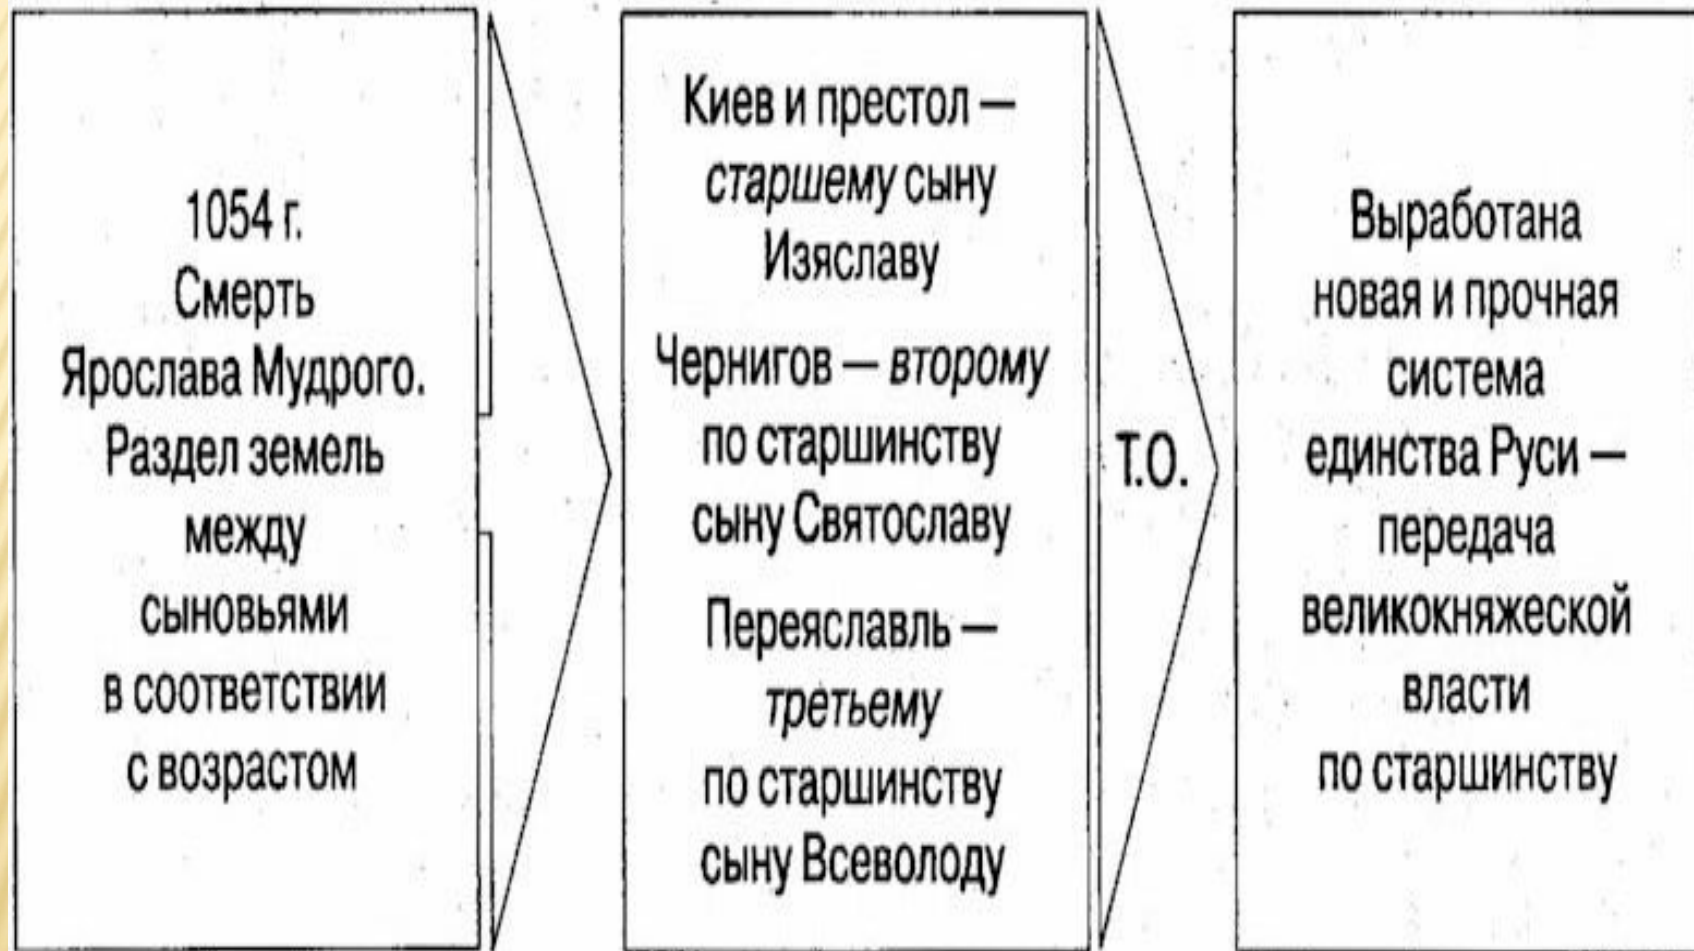 1054 г.
Смерть
Ярослава Мудрого.
Раздел земель
между
сыновьями
в соответствии
с возрастом
Киев и престол —
старшему сыну
Изяславу
Чернигов — второму
по старшинству
сыну Святославу
Переяславль —
третьему
по старшинству
сыну Всеволоду
Т.О.
Выработана
новая и прочная
система
единства Руси —
передача
великокняжеской
власти
по старшинству